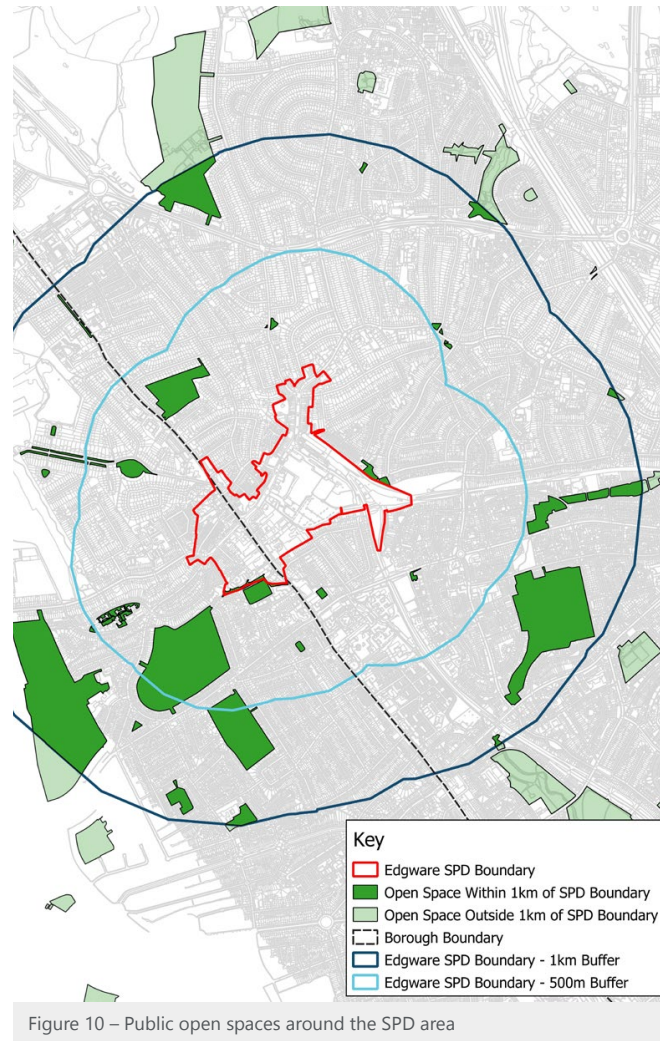 Key
Edgware SPD Boundary
Open Space Within 1km of SPD Boundary
Open Space Outside 1km of SPD Boundary
Borough Boundary
Edgware SPD Boundary - 1km Buffer
Edgware SPD Boundary - 500m Buffer
Figure 10 – Public open spaces around the SPD area